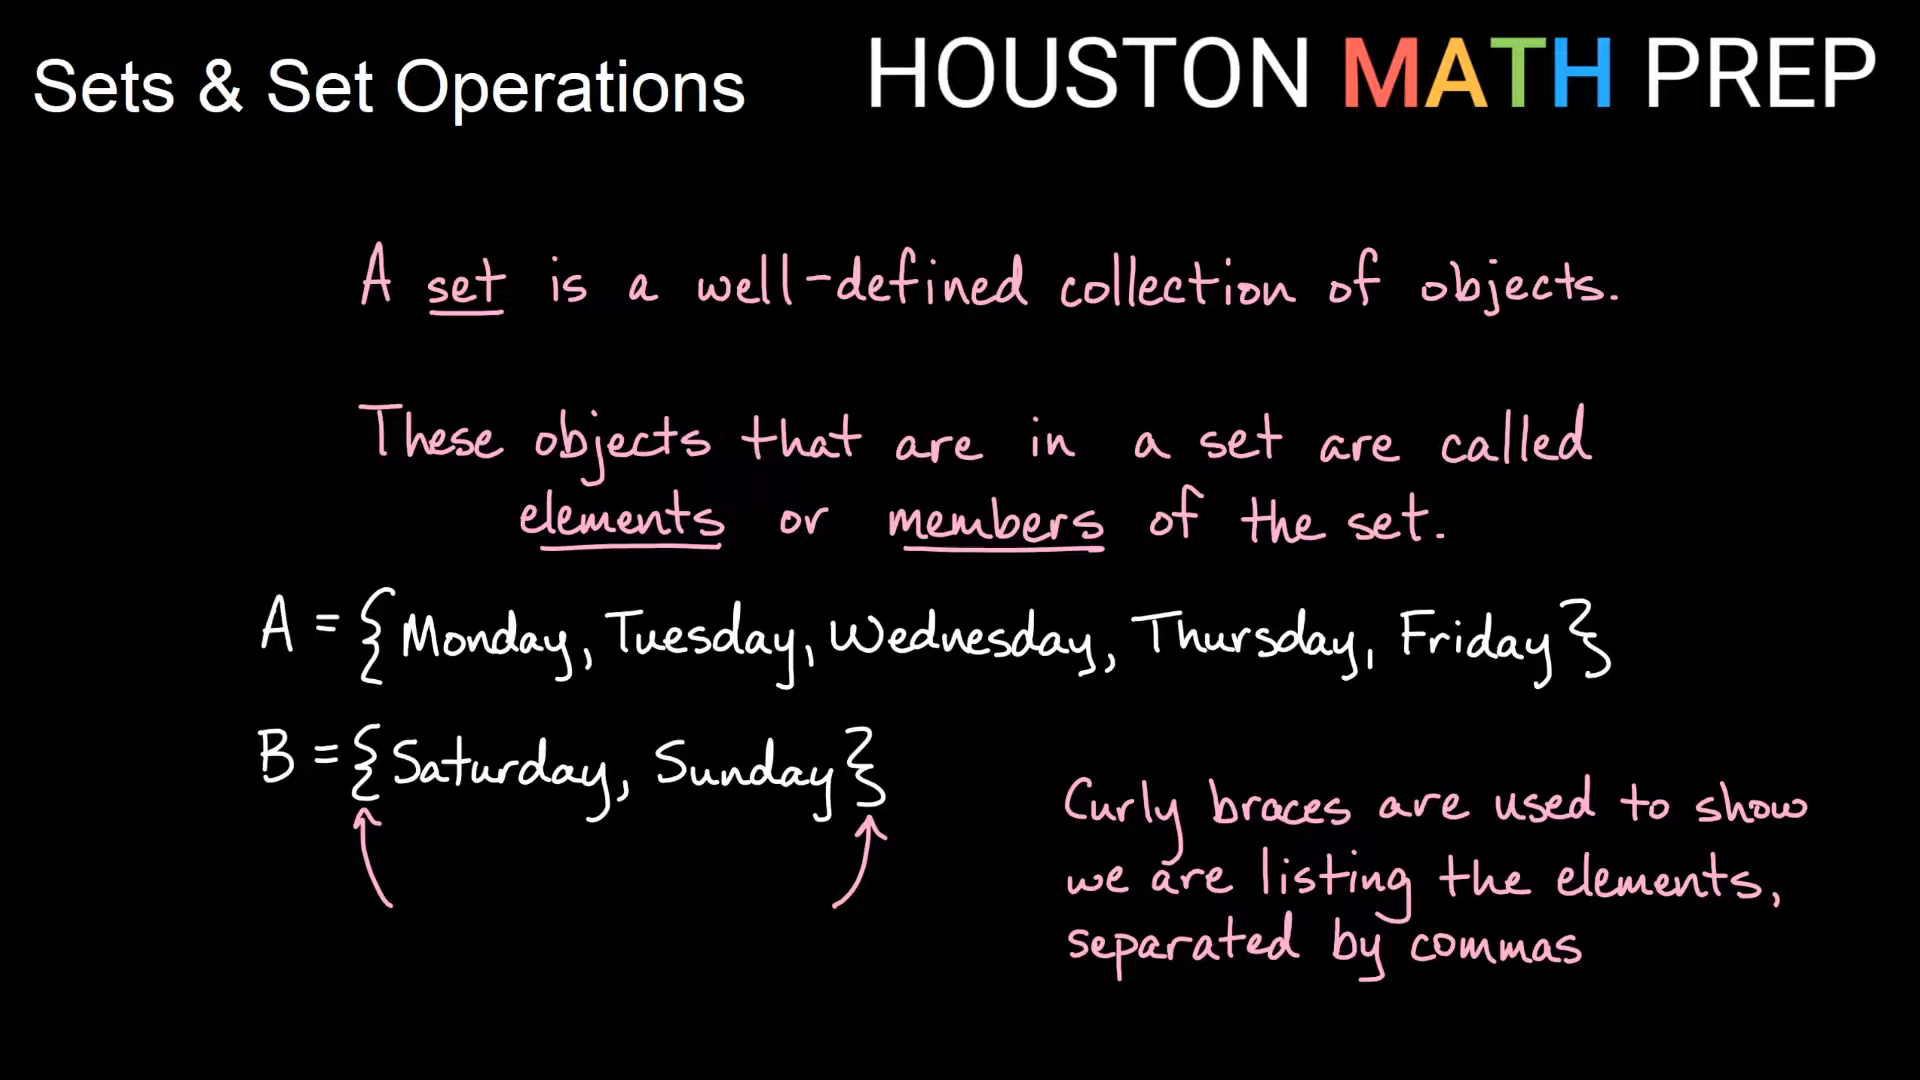 Sets & Set Operations
HOUSTON MATH PREP
A set is a well-defined collection of objects.
These objects that are in a set are called
elements or members of the set.
A = {Monday, Tuesday, Wednesday, Thursday, Friday}
B = {Saturday, Sunday}
Curly braces are used to show
we are listing the elements,
separated by commas